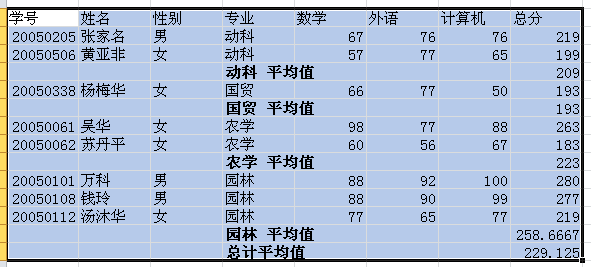 学号 姓名 性别 专业 数学 外语 计算机 总分
20050205 张家名 男 动科 67 76 76 219
20050506 黄亚非 女 动科 57 77 65 199
动科 平均值 209
20050338 杨梅华 女 国贸 66 77 50 193
国贸 平均值 193
20050061 吴华 女 农学 98 77 88 263
20050062 苏丹平 女 农学 60 56 67 183
农学 平均值 223
20050101 万科 男 园林 88 92 100 280
20050108 钱玲 男 园林 88 90 99 277
20050112 汤沐华 女 园林 77 65 77 219
园林 平均值 258.6667
总计平均值 229.125